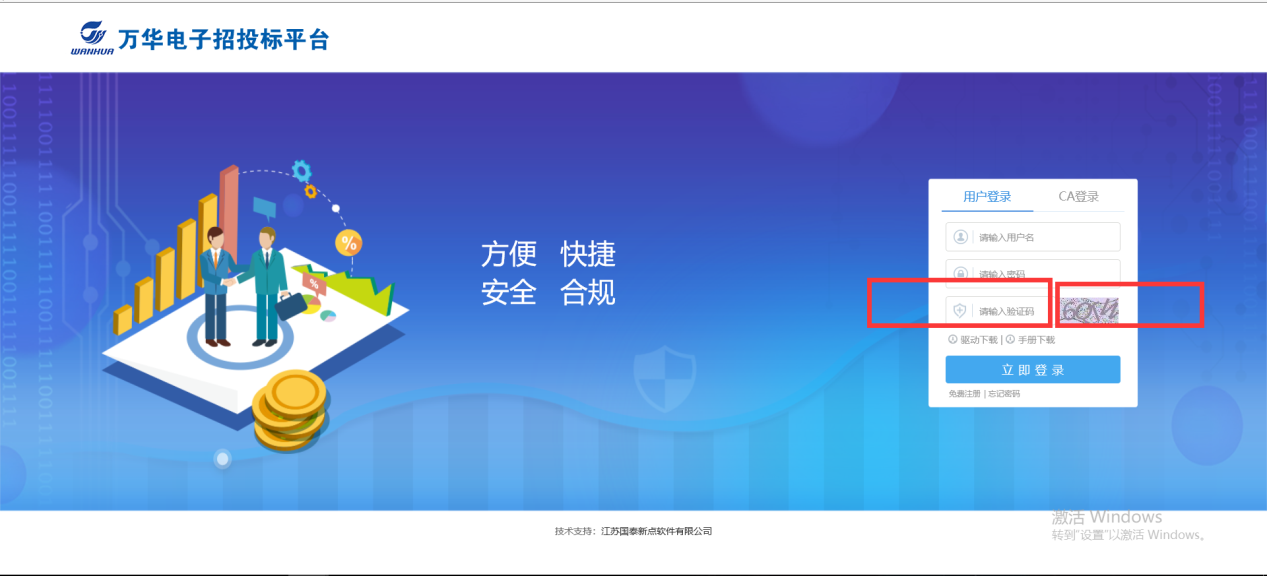 WANHUA 万华电子招投标平台
用户登录 CA登录
请输入用户名
方便 快捷
请输入密码
安全 合规
请输入验证码
驱动下载 | 手册下载
立即登录
免费注册 | 忘记密码
%
%
激活 Windows
技术支持：江苏国泰新点软件有限公司
转到"设置"以激活 Windows。